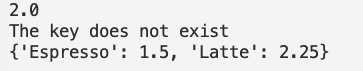 2.0
The key does not exist
{'Espresso': 1.5, 'Latte': 2.25}